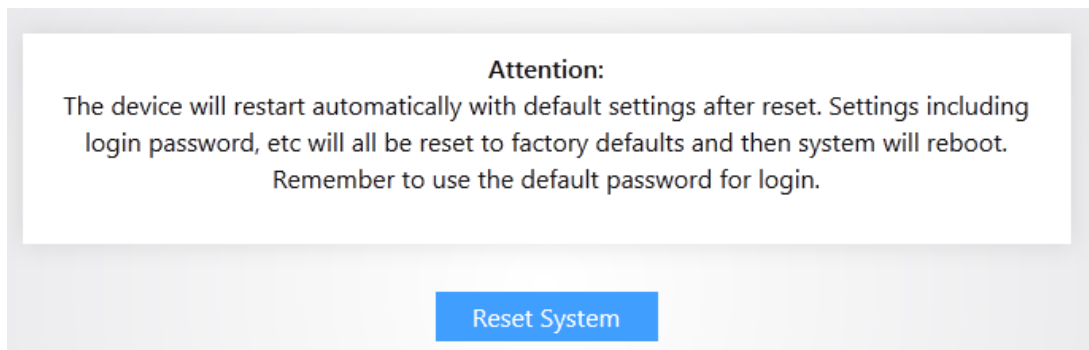 Attention:
The device will restart automatically with default settings after reset. Settings including
login password, etc will all be reset to factory defaults and then system will reboot.
Remember to use the default password for login.
Reset System